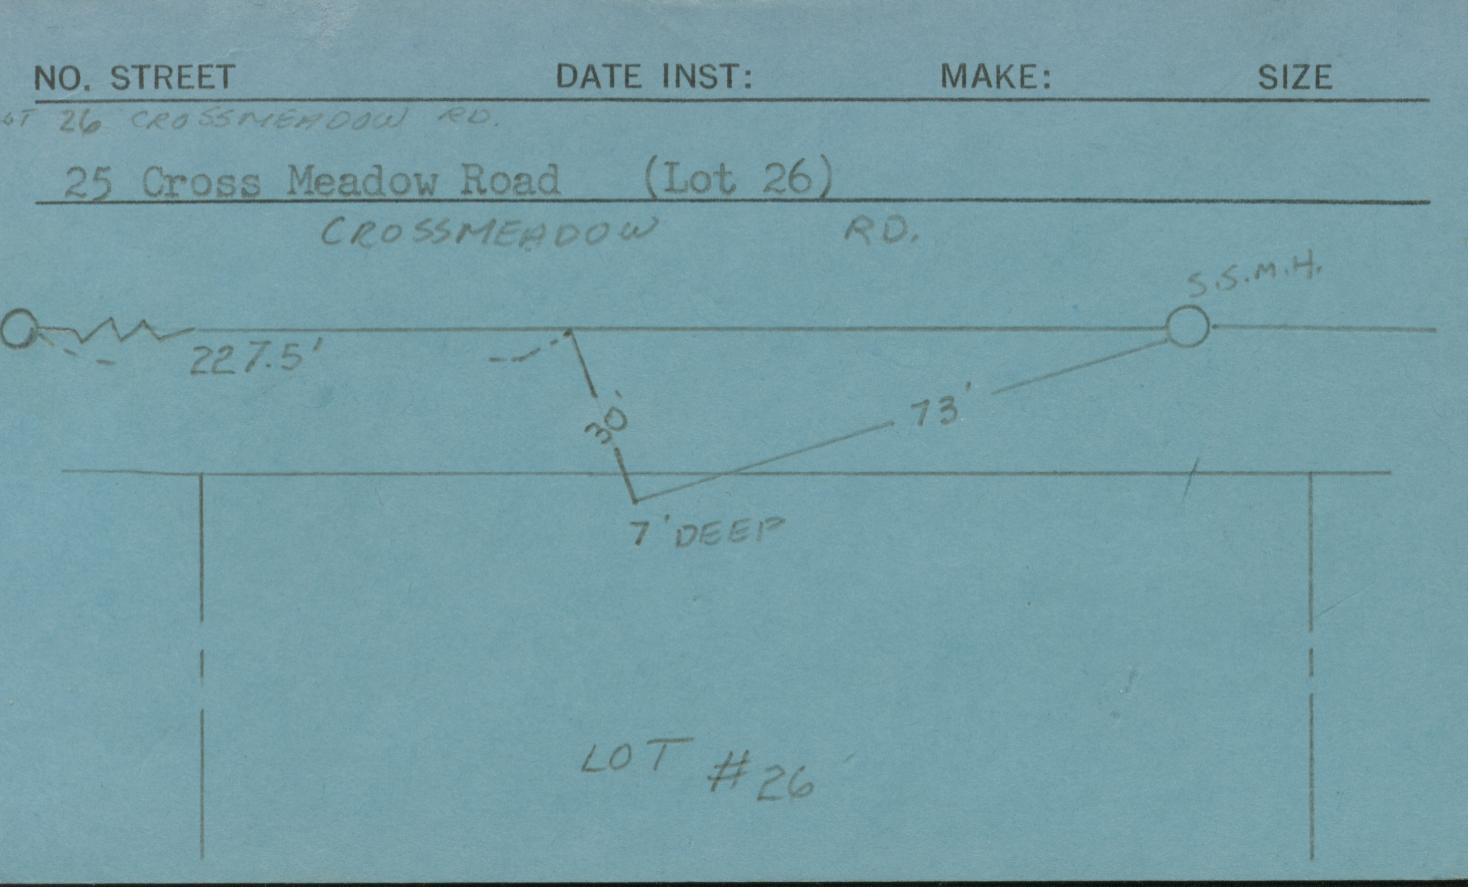 NO. STREET DATE INST: MAKE: SIZE
26 CROSSMEADOW RD.
25 Cross Meadow Road (Lot 26)
CROSSMEADOW RD.
S.S.M.H.
227.5'
73'
30'
7' DEEP
LOT #26